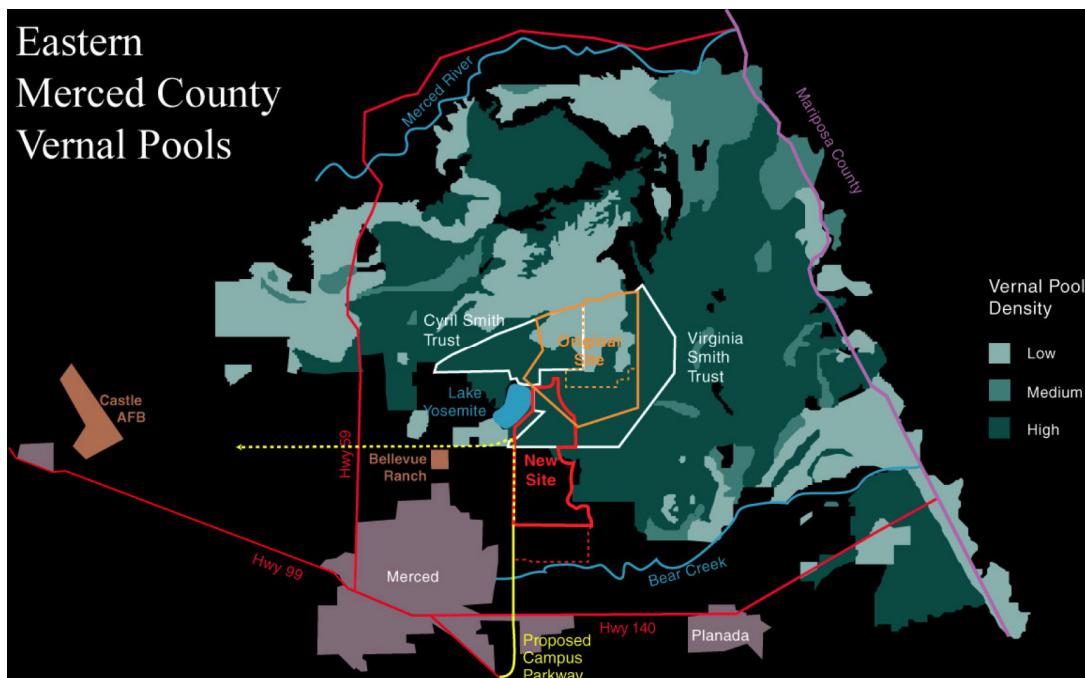 Eastern
Merced County
Vernal Pools
Merced River
Mariposa County
Vernal Pool
Density
Low
Medium
High
Cyril Smith
Trust
Original
Site
Virginia
Smith
Trust
Lake
Yosemite
Castle
AFB
Hwy 59
Bellevue
Ranch
New
Site
Hwy 99
Merced
Bear Creek
Hwy 140
Planada
Proposed
Campus
Parkway